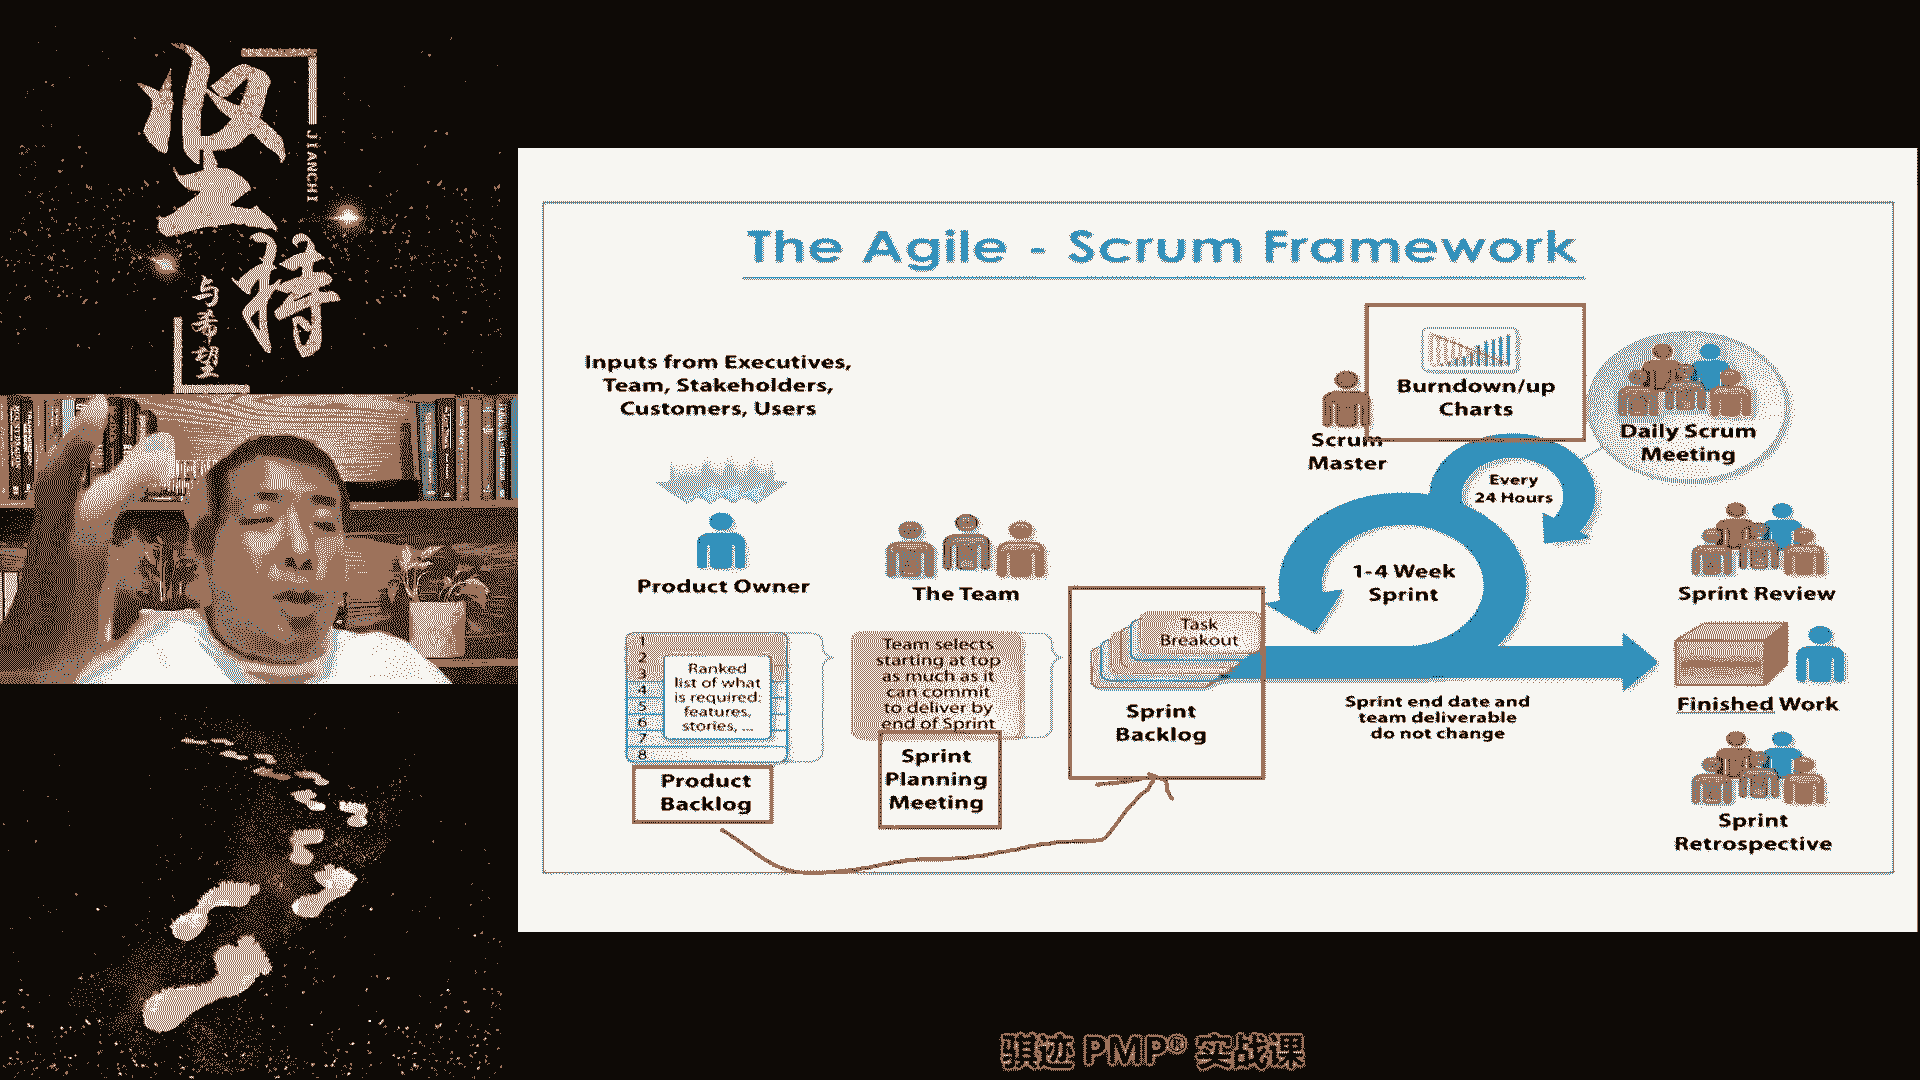 坚持
JIANCHI
与希望
The Agile - Scrum Framework
Inputs from Executives,
Team, Stakeholders,
Customers, Users
Product Owner
The Team
1
2
3
4
5
6
7
8
Ranked
list of what
is required:
features,
stories, ...
Product
Backlog
Team selects
starting at top
as much as it
can commit
to deliver by
end of Sprint
Sprint
Planning
Meeting
Task
Breakout
Sprint
Backlog
Scrum
Master
Burndown/up
Charts
Every
24 Hours
1-4 Week
Sprint
Sprint end date and
team deliverable
do not change
Daily Scrum
Meeting
Sprint Review
Finished Work
Sprint
Retrospective
骐迹 PMP® 实战课